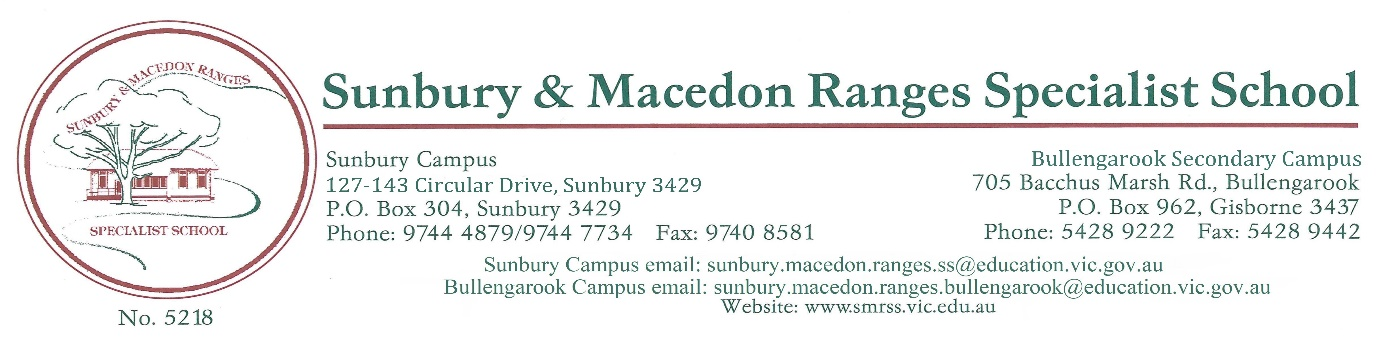 SUNBURY & MACEDON RANGES
SPECIALIST SCHOOL
No. 5218
Sunbury & Macedon Ranges Specialist School
Sunbury Campus
127-143 Circular Drive, Sunbury 3429
P.O. Box 304, Sunbury 3429
Phone: 9744 4879/9744 7734 Fax: 9740 8581
Bullengarook Secondary Campus
705 Bacchus Marsh Rd., Bullengarook
P.O. Box 962, Gisborne 3437
Phone: 5428 9222 Fax: 5428 9442
Sunbury Campus email: sunbury.macedon.ranges.ss@education.vic.gov.au
Bullengarook Campus email: sunbury.macedon.ranges.bullengarook@education.vic.gov.au
Website: www.smrss.vic.edu.au